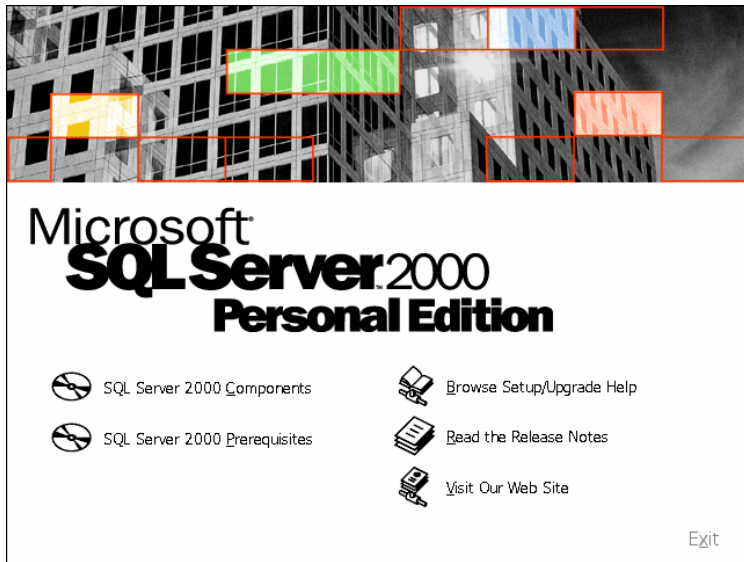 Microsoft®
SQL Server™ 2000
Personal Edition
SQL Server 2000 Components
SQL Server 2000 Prerequisites
Browse Setup/Upgrade Help
Read the Release Notes
Visit Our Web Site
Exit